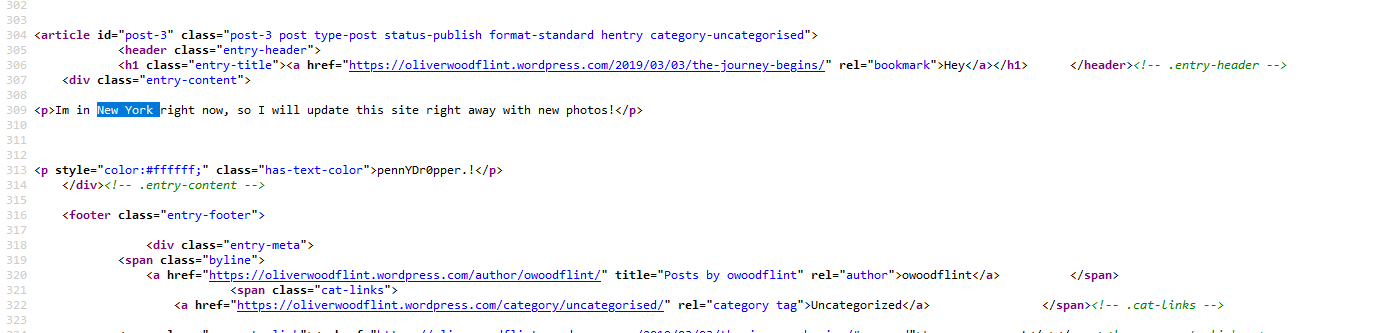 302
303
304 <article id="post-3" class="post-3 post type-post status-publish format-standard hentry category-uncategorised">
305 <header class="entry-header">
306 <h1 class="entry-title"><a href="https://oliverwoodflint.wordpress.com/2019/03/03/the-journey-begins/" rel="bookmark">Hey</a></h1> </header><!-- .entry-header -->
307 <div class="entry-content">
308
309 <p>Im in New York right now, so I will update this site right away with new photos!</p>
310
311
312
313 <p style="color:#ffffff;" class="has-text-color">pennYDr0pper.!</p>
314 </div><!-- .entry-content -->
315
316 <footer class="entry-footer">
317
318 <div class="entry-meta">
319 <span class="byline">
320 <a href="https://oliverwoodflint.wordpress.com/author/owoodflint/" title="Posts by owoodflint" rel="author">owoodflint</a> </span>
321 <span class="cat-links">
322 <a href="https://oliverwoodflint.wordpress.com/category/uncategorised/" rel="category tag">Uncategorized</a> </span><!-- .cat-links -->
323